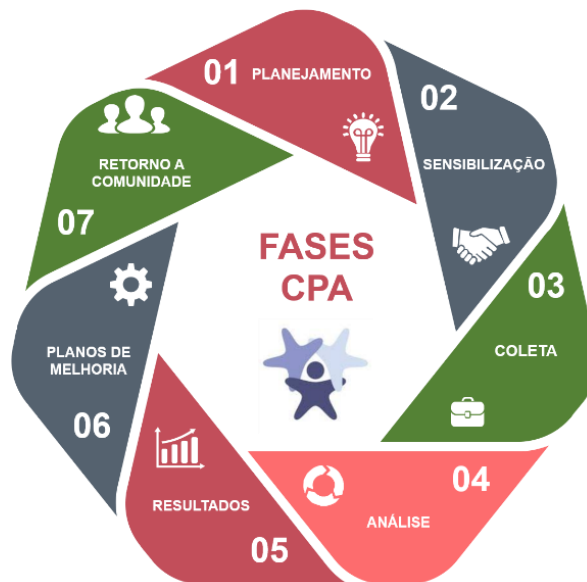 01 PLANEJAMENTO
02
SENSIBILIZAÇÃO
03
COLETA
04
ANÁLISE
RESULTADOS
05
PLANOS DE
MELHORIA
06
RETORNO A
COMUNIDADE
07
FASES
CPA